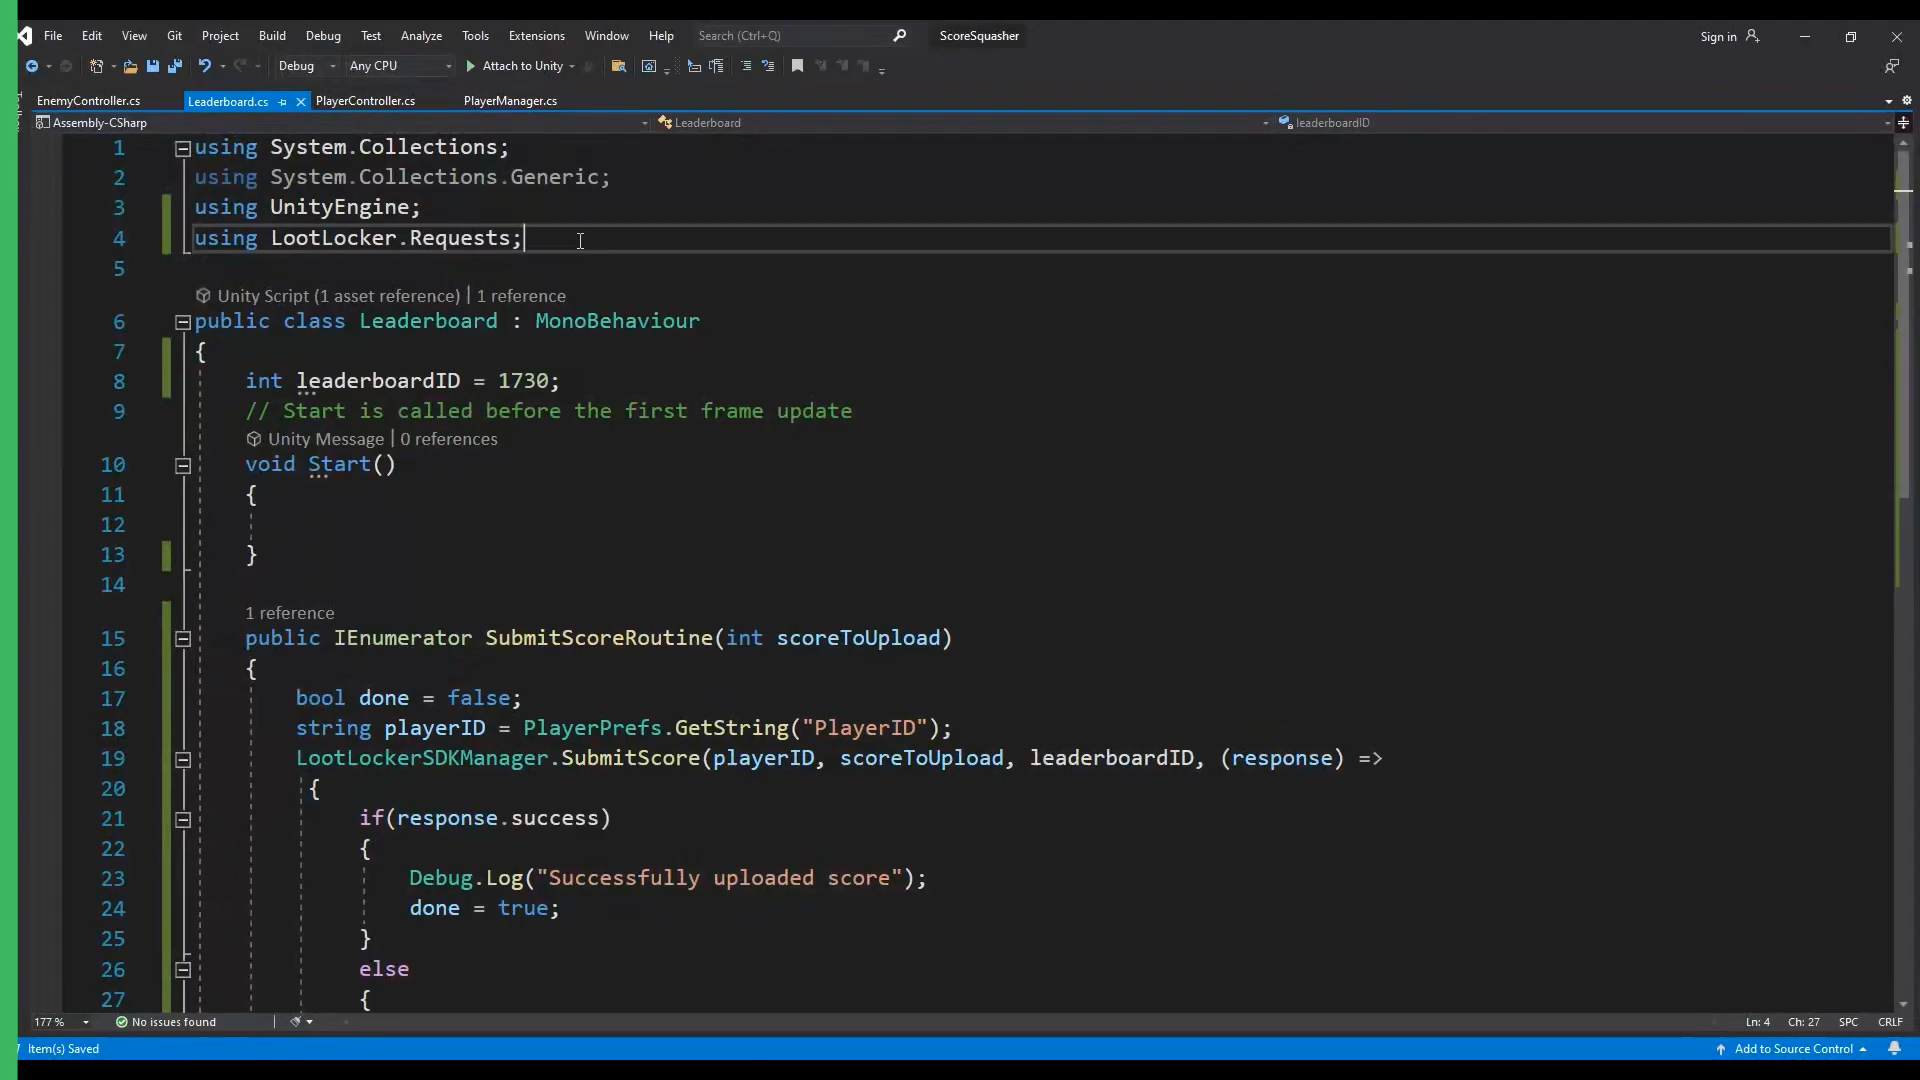 File Edit View Git Project Build Debug Test Analyze Tools Extensions Window Help Search (Ctrl+Q) ScoreSquasher Sign in
Debug Any CPU Attach to Unity
EnemyController.cs Leaderboard.cs PlayerController.cs PlayerManager.cs
Assembly-CSharp Leaderboard leaderboardID
1 using System.Collections;
2 using System.Collections.Generic;
3 using UnityEngine;
4 using LootLocker.Requests;
5
Unity Script (1 asset reference) | 1 reference
6 public class Leaderboard : MonoBehaviour
7 {
8 int leaderboardID = 1730;
9 // Start is called before the first frame update
Unity Message | 0 references
10 void Start()
11 {
12
13 }
14
1 reference
15 public IEnumerator SubmitScoreRoutine(int scoreToUpload)
16 {
17 bool done = false;
18 string playerID = PlayerPrefs.GetString("PlayerID");
19 LootLockerSDKManager.SubmitScore(playerID, scoreToUpload, leaderboardID, (response) =>
20 {
21 if(response.success)
22 {
23 Debug.Log("Successfully uploaded score");
24 done = true;
25 }
26 else
27 {
177 % No issues found Ln: 4 Ch: 27 SPC CRLF
Item(s) Saved Add to Source Control